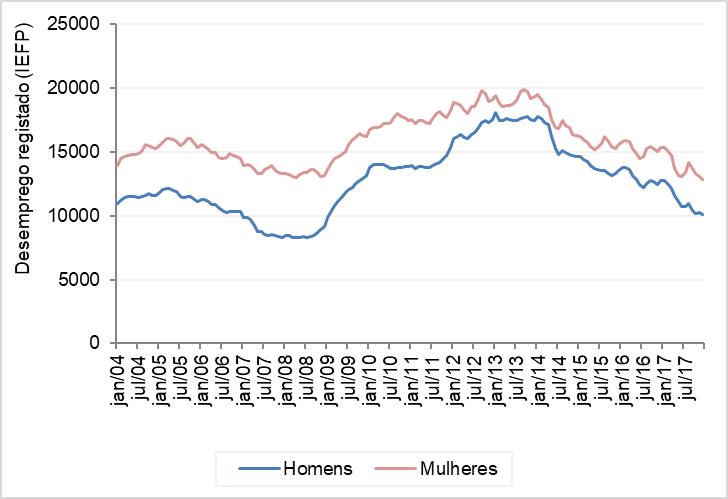 Desemprego registado (IEFP)
25000
20000
15000
10000
5000
0
jan/04
jul/04
jan/05
jul/05
jan/06
jul/06
jan/07
jul/07
jan/08
jul/08
jan/09
jul/09
jan/10
jul/10
jan/11
jul/11
jan/12
jul/12
jan/13
jul/13
jan/14
jul/14
jan/15
jul/15
jan/16
jul/16
jan/17
jul/17
Homens Mulheres